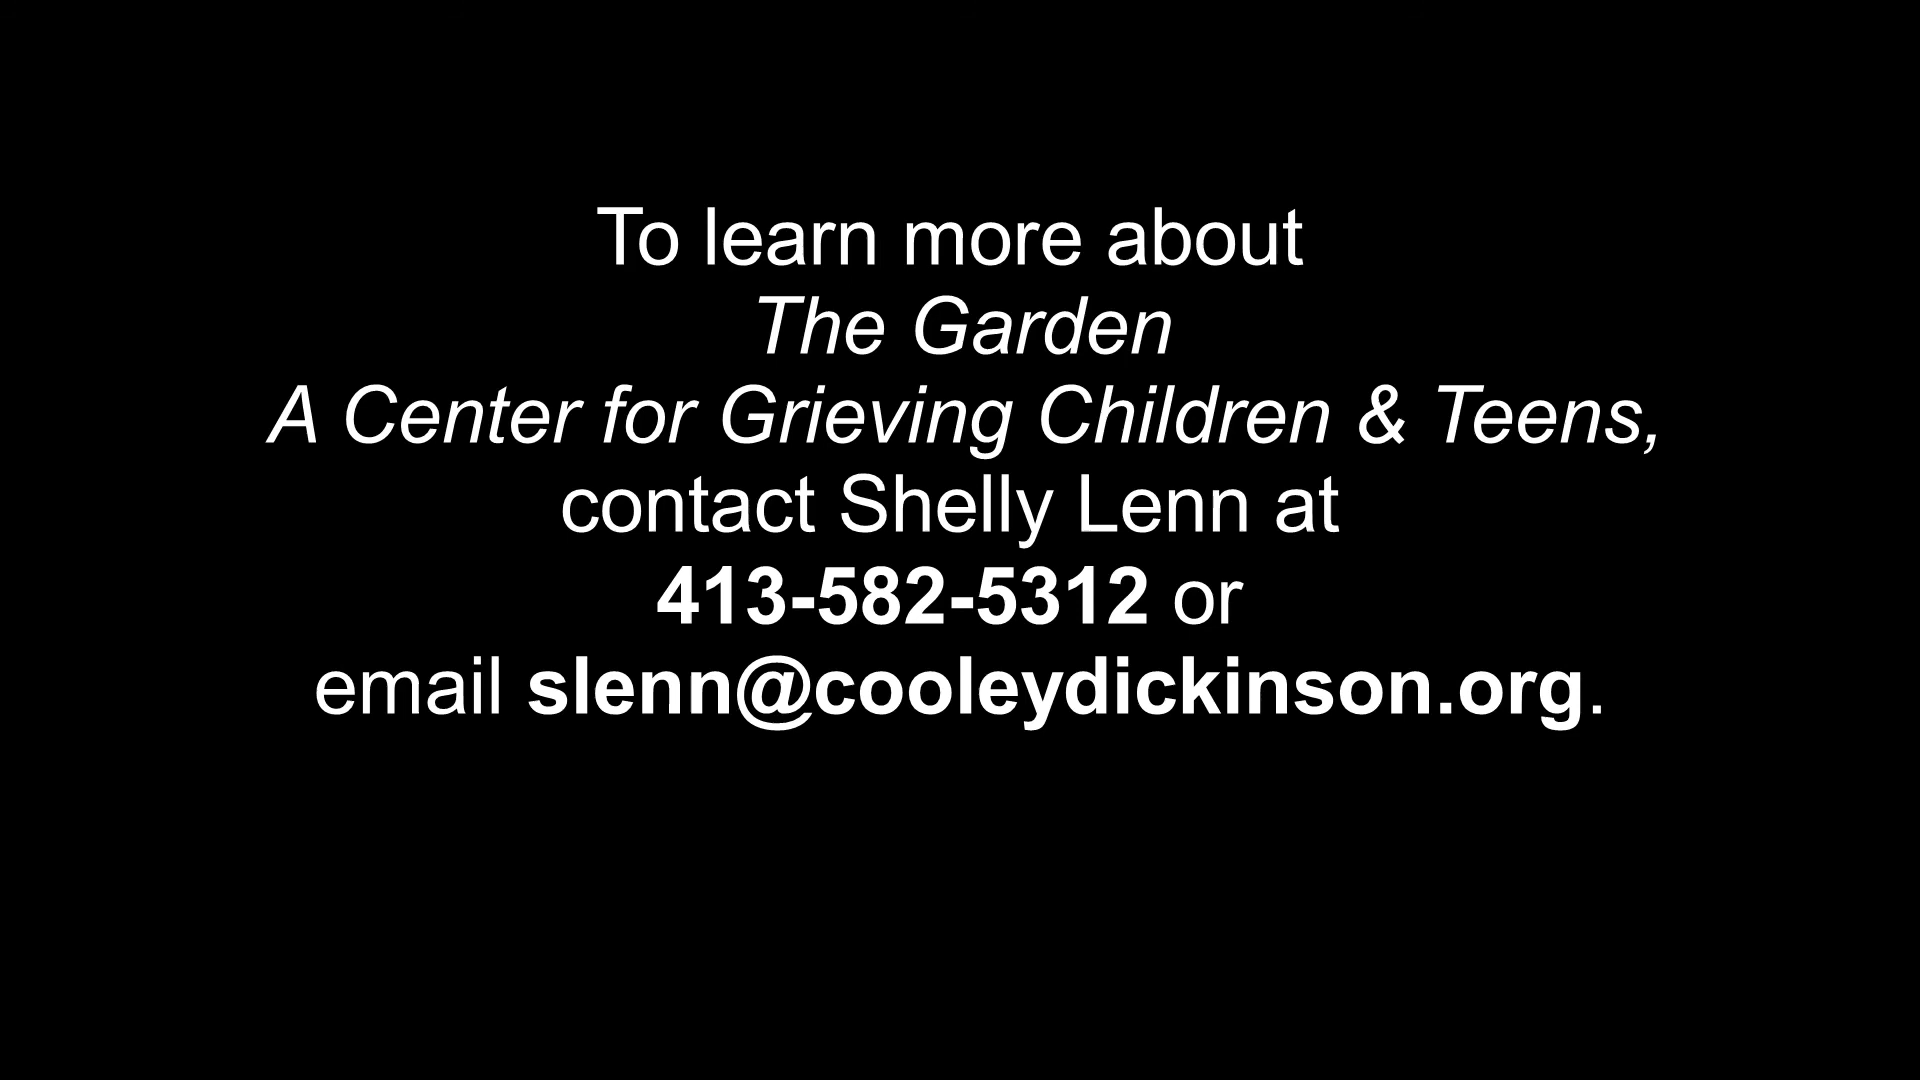 To learn more about
The Garden
A Center for Grieving Children & Teens,
contact Shelly Lenn at
413-582-5312 or
email slenn@cooleydickinson.org.